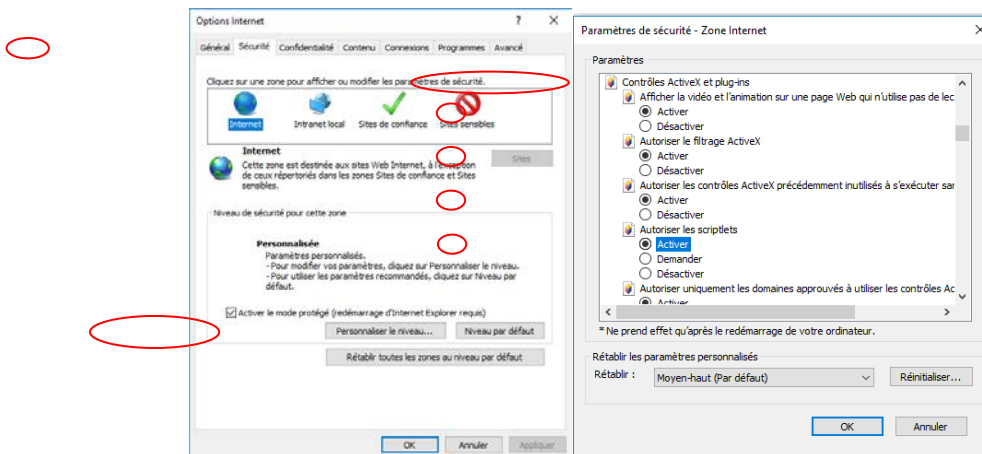 Options Internet
Général Sécurité Confidentialité Contenu Connexions Programmes Avancé
Cliquez sur une zone pour afficher ou modifier les paramètres de sécurité.
Internet Intranet local Sites de confiance Sites sensibles
Internet
Cette zone est destinée aux sites Web Internet, à l'exception
de ceux répertoriés dans les zones Sites de confiance et Sites
sensibles.
Sites
Niveau de sécurité pour cette zone
Personnalisée
Paramètres personnalisés.
- Pour modifier vos paramètres, cliquez sur Personnaliser le niveau.
- Pour utiliser les paramètres recommandés, cliquez sur Niveau par
défaut.
Activer le mode protégé (redémarrage d'Internet Explorer requis)
Personnaliser le niveau... Niveau par défaut
Rétablir toutes les zones au niveau par défaut
OK Annuler Appliquer
Paramètres de sécurité - Zone Internet
Paramètres
Contrôles ActiveX et plug-ins
Afficher la vidéo et l'animation sur une page Web qui n'utilise pas de lec
Activer
Désactiver
Autoriser le filtrage ActiveX
Activer
Désactiver
Autoriser les contrôles ActiveX précédemment inutilisés à s'exécuter sar
Activer
Désactiver
Autoriser les scriptlets
Activer
Demander
Désactiver
Autoriser uniquement les domaines approuvés à utiliser les contrôles Ac
Activer
* Ne prend effet qu'après le redémarrage de votre ordinateur.
Rétablir les paramètres personnalisés
Rétablir : Moyen-haut (Par défaut) Réinitialiser...
OK Annuler